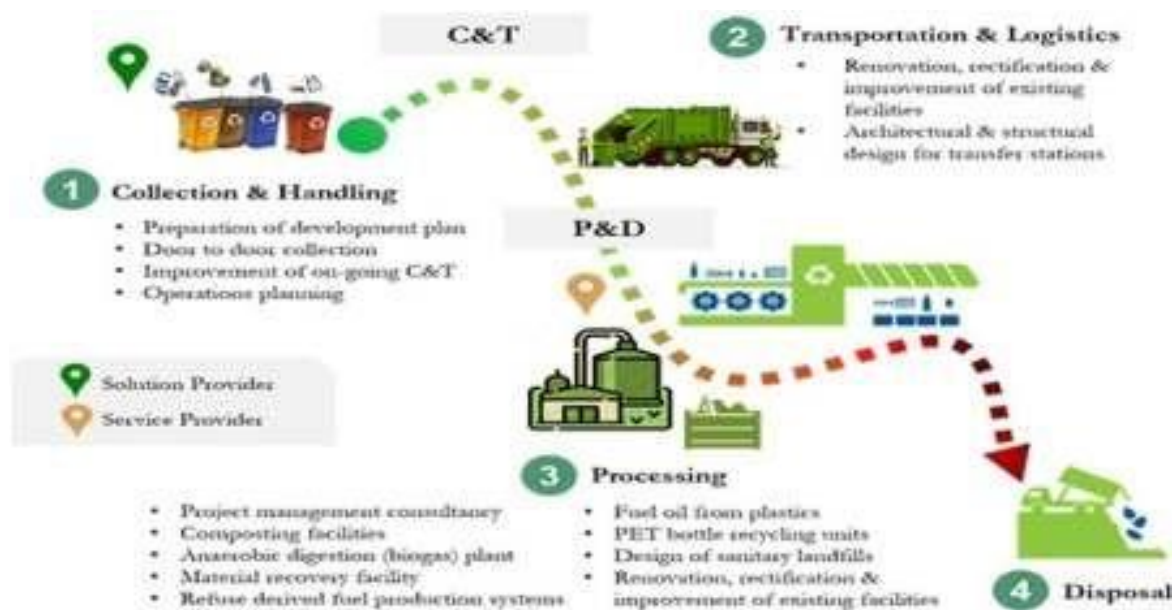 C&T
2 Transportation & Logistics
• Renovation, rectification &
improvement of existing
facilities
• Architectural & structural
design for transfer stations
1 Collection & Handling
• Preparation of development plan
• Door to door collection
• Improvement of on-going C&T
• Operations planning
P&D
Solution Provider
Service Provider
3 Processing
• Project management consultancy
• Composting facilities
• Anaerobic digestion (biogas) plant
• Material recovery facility
• Refuse derived fuel production systems
• Fuel oil from plastics
• PET bottle recycling units
• Design of sanitary landfills
• Renovation, rectification &
improvement of existing facilities
4 Disposal